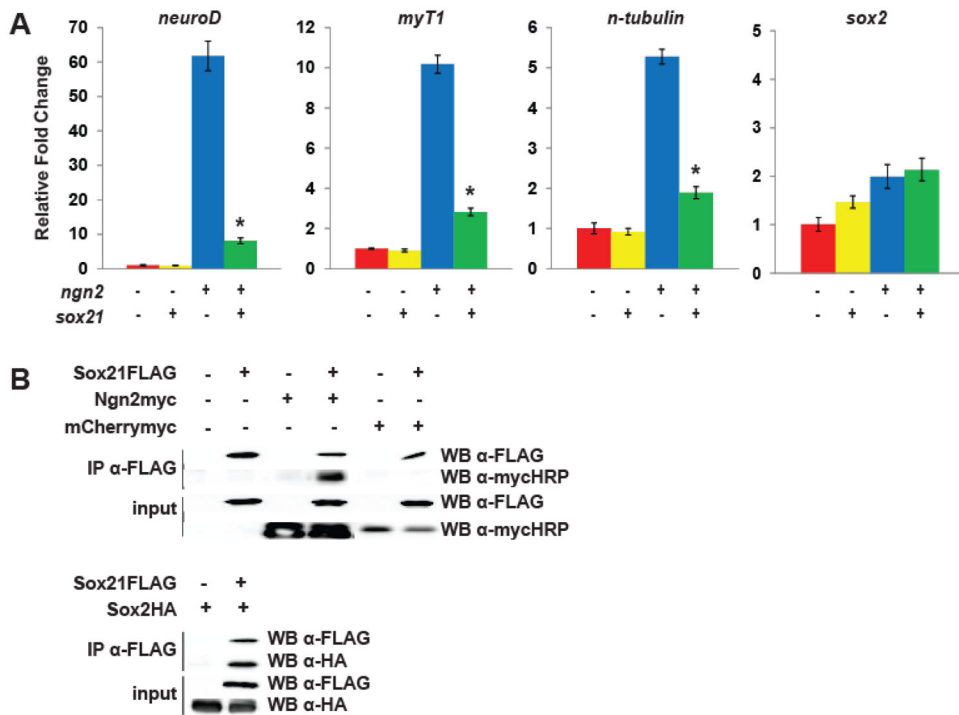 A
neuroD
myT1
n-tubulin
sox2
Relative Fold Change
70
60
50
40
30
20
10
0
12
10
8
6
4
2
0
6
5
4
3
2
1
0
4
3
2
1
0
* * *
ngn2 - - + + - - + + - - + + - - + +
sox21 - + - + - + - + - + - + - + - +
B
Sox21FLAG - + - + - +
Ngn2myc - - + + - -
mCherrymyc - - - - + +
IP α-FLAG
WB α-FLAG
WB α-mycHRP
input
WB α-FLAG
WB α-mycHRP
Sox21FLAG - +
Sox2HA + +
IP α-FLAG
WB α-FLAG
WB α-HA
input
WB α-FLAG
WB α-HA